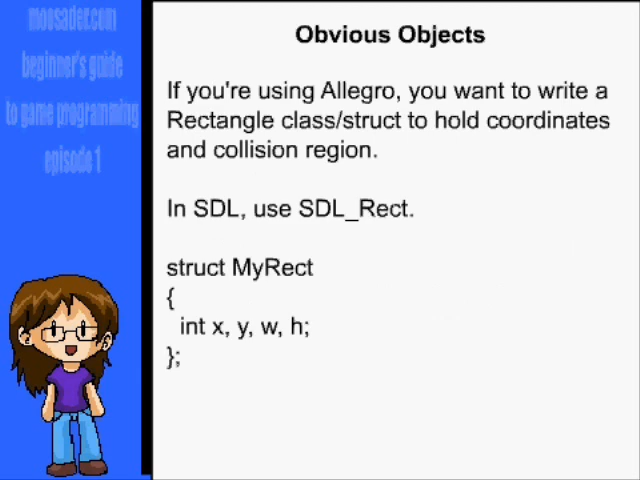 moosader.com
beginner's guide
to game programming
episode 1
Obvious Objects
If you're using Allegro, you want to write a
Rectangle class/struct to hold coordinates
and collision region.
In SDL, use SDL_Rect.
struct MyRect
{
int x, y, w, h;
};